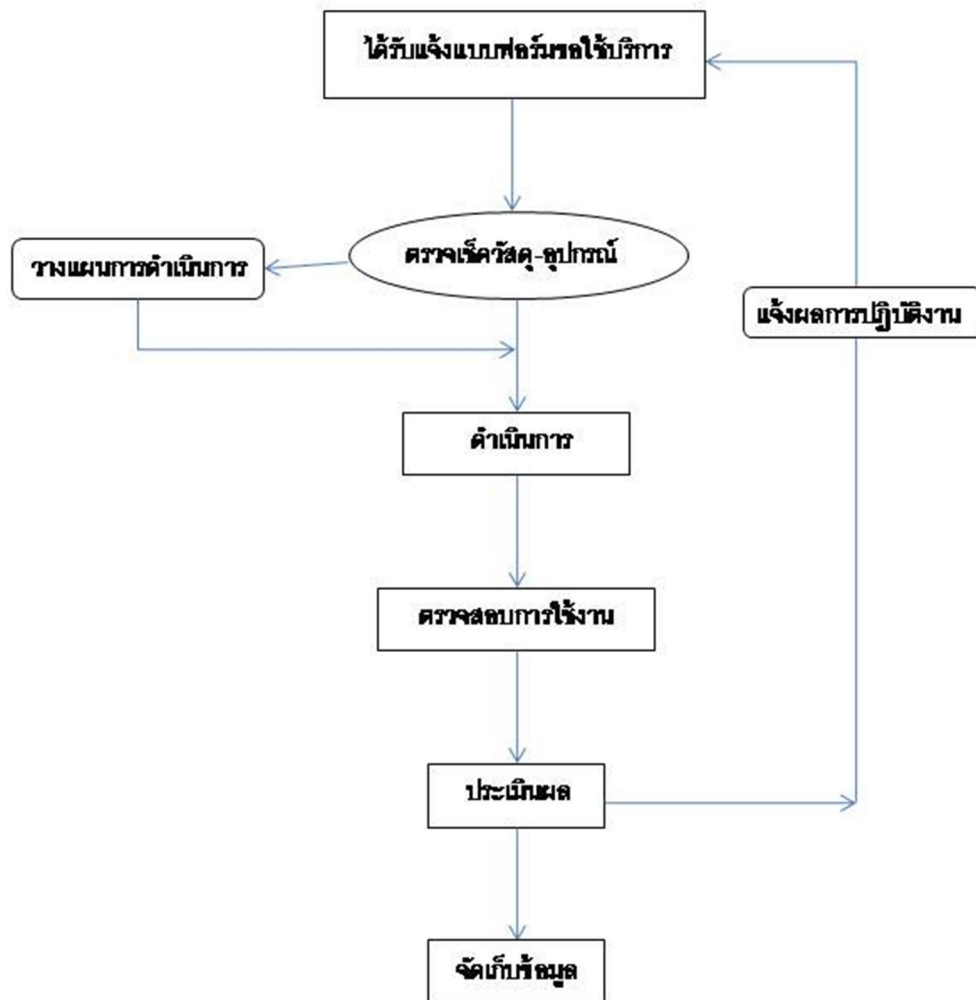 ได้รับแจ้งแบบฟอร์มขอใช้บริการ
ตรวจเช็ควัสดุ-อุปกรณ์
วางแผนการดำเนินการ
แจ้งผลการปฏิบัติงาน
ดำเนินการ
ตรวจสอบการใช้งาน
ประเมินผล
จัดเก็บข้อมูล